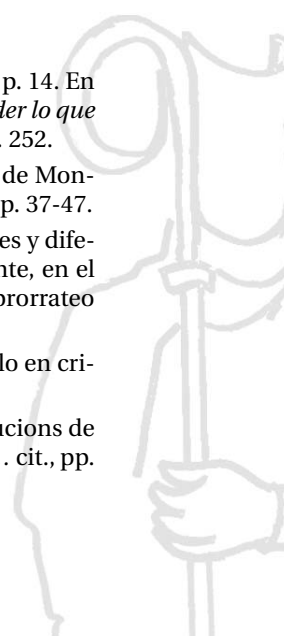 p. 14. En
der lo que
. 252.
de Mon-
p. 37-47.
es y dife-
nte, en el
prorrateo
lo en cri-
ucions de
. cit., pp.